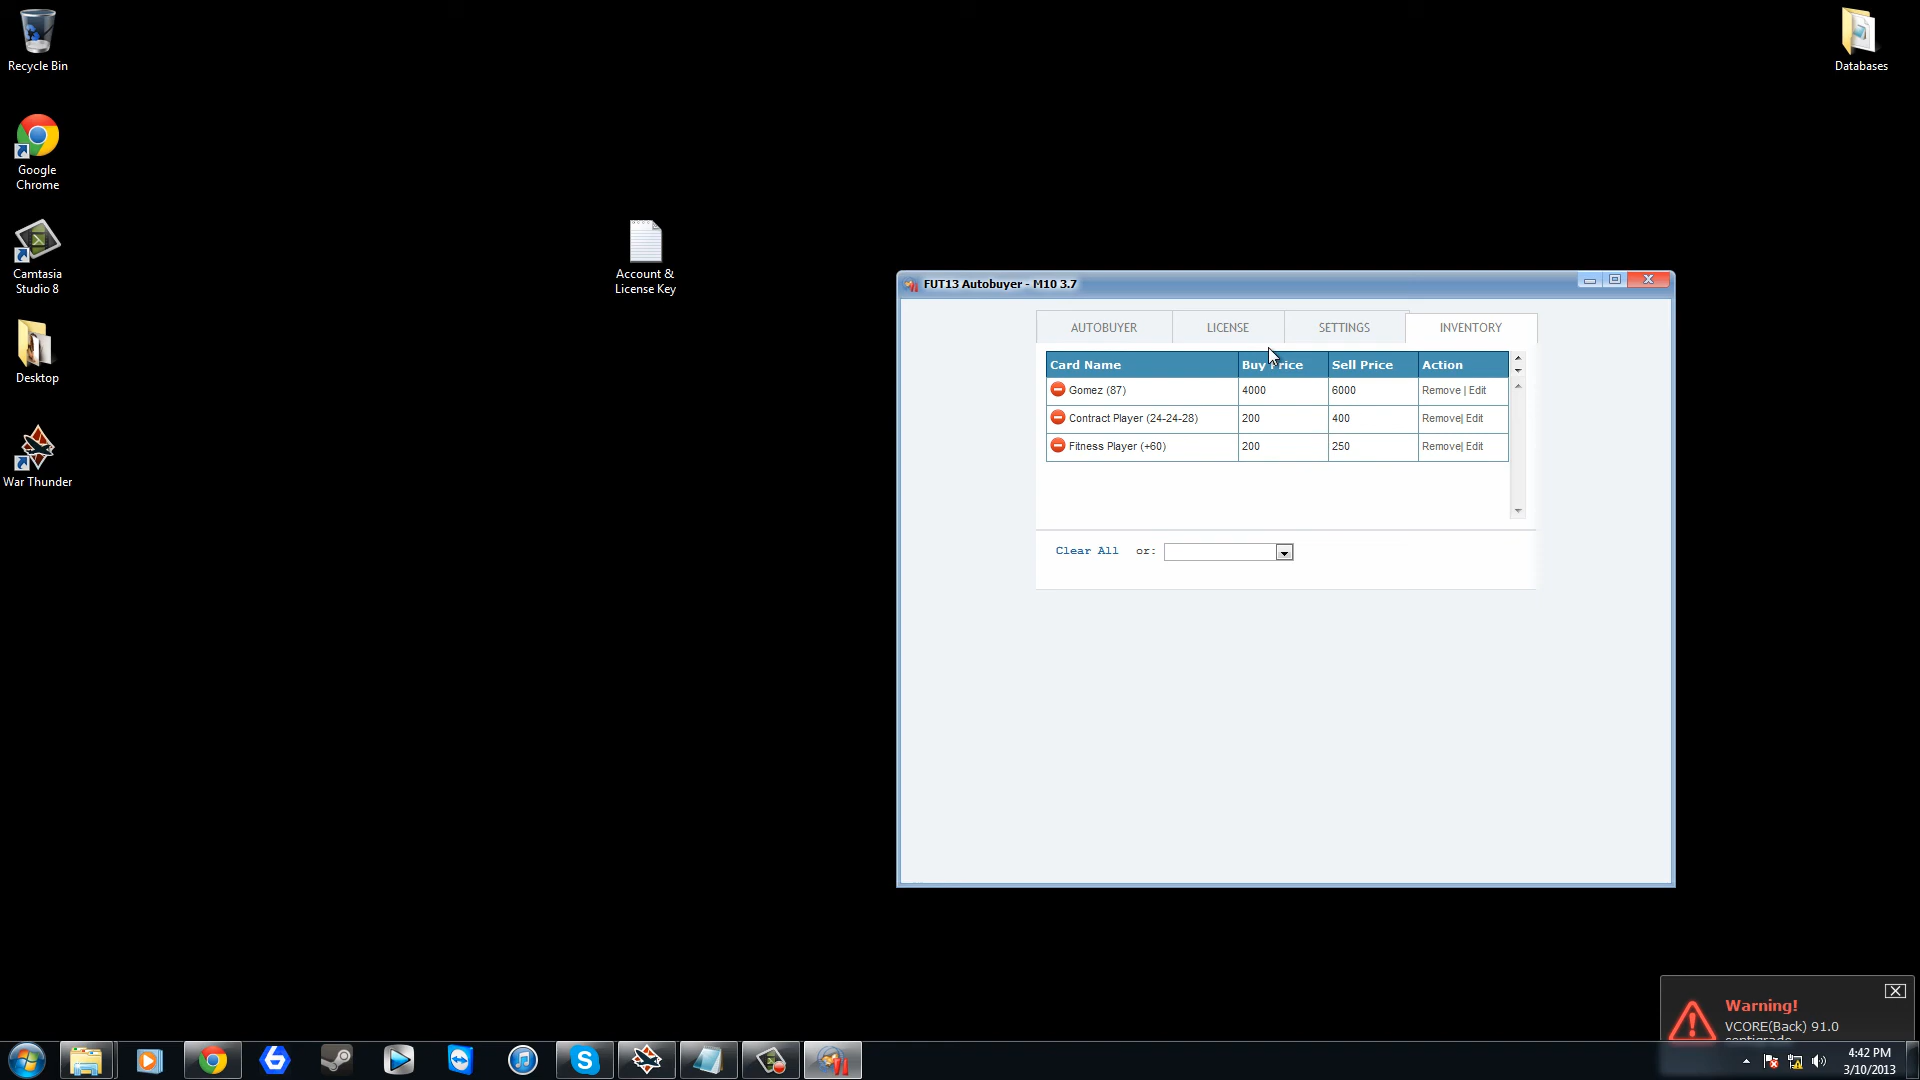 Recycle Bin
Databases
Google
Chrome
Camtasia
Studio 8
Account &
License Key
Desktop
War Thunder
FUT13 Autobuyer - M10 3.7
AUTOBUYER LICENSE SETTINGS INVENTORY
Card Name Buy Price Sell Price Action
Gomez (87) 4000 6000 Remove | Edit
Contract Player (24-24-28) 200 400 Remove| Edit
Fitness Player (+60) 200 250 Remove| Edit
Clear All or:
Warning!
VCORE(Back) 91.0
centigrade
4:42 PM
3/10/2013